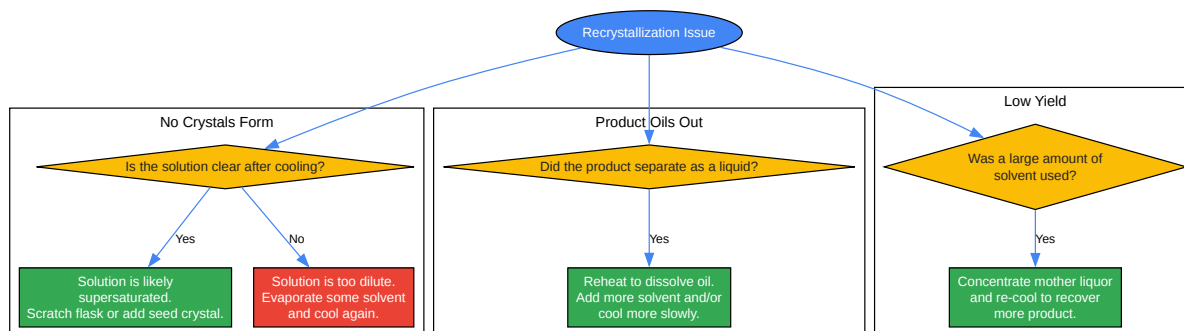 Recrystallization Issue
No Crystals Form
Is the solution clear after cooling?
Yes
No
Solution is likely
supersaturated.
Scratch flask or add seed crystal.
Solution is too dilute.
Evaporate some solvent
and cool again.
Product Oils Out
Did the product separate as a liquid?
Yes
Reheat to dissolve oil.
Add more solvent and/or
cool more slowly.
Low Yield
Was a large amount of
solvent used?
Yes
Concentrate mother liquor
and re-cool to recover
more product.